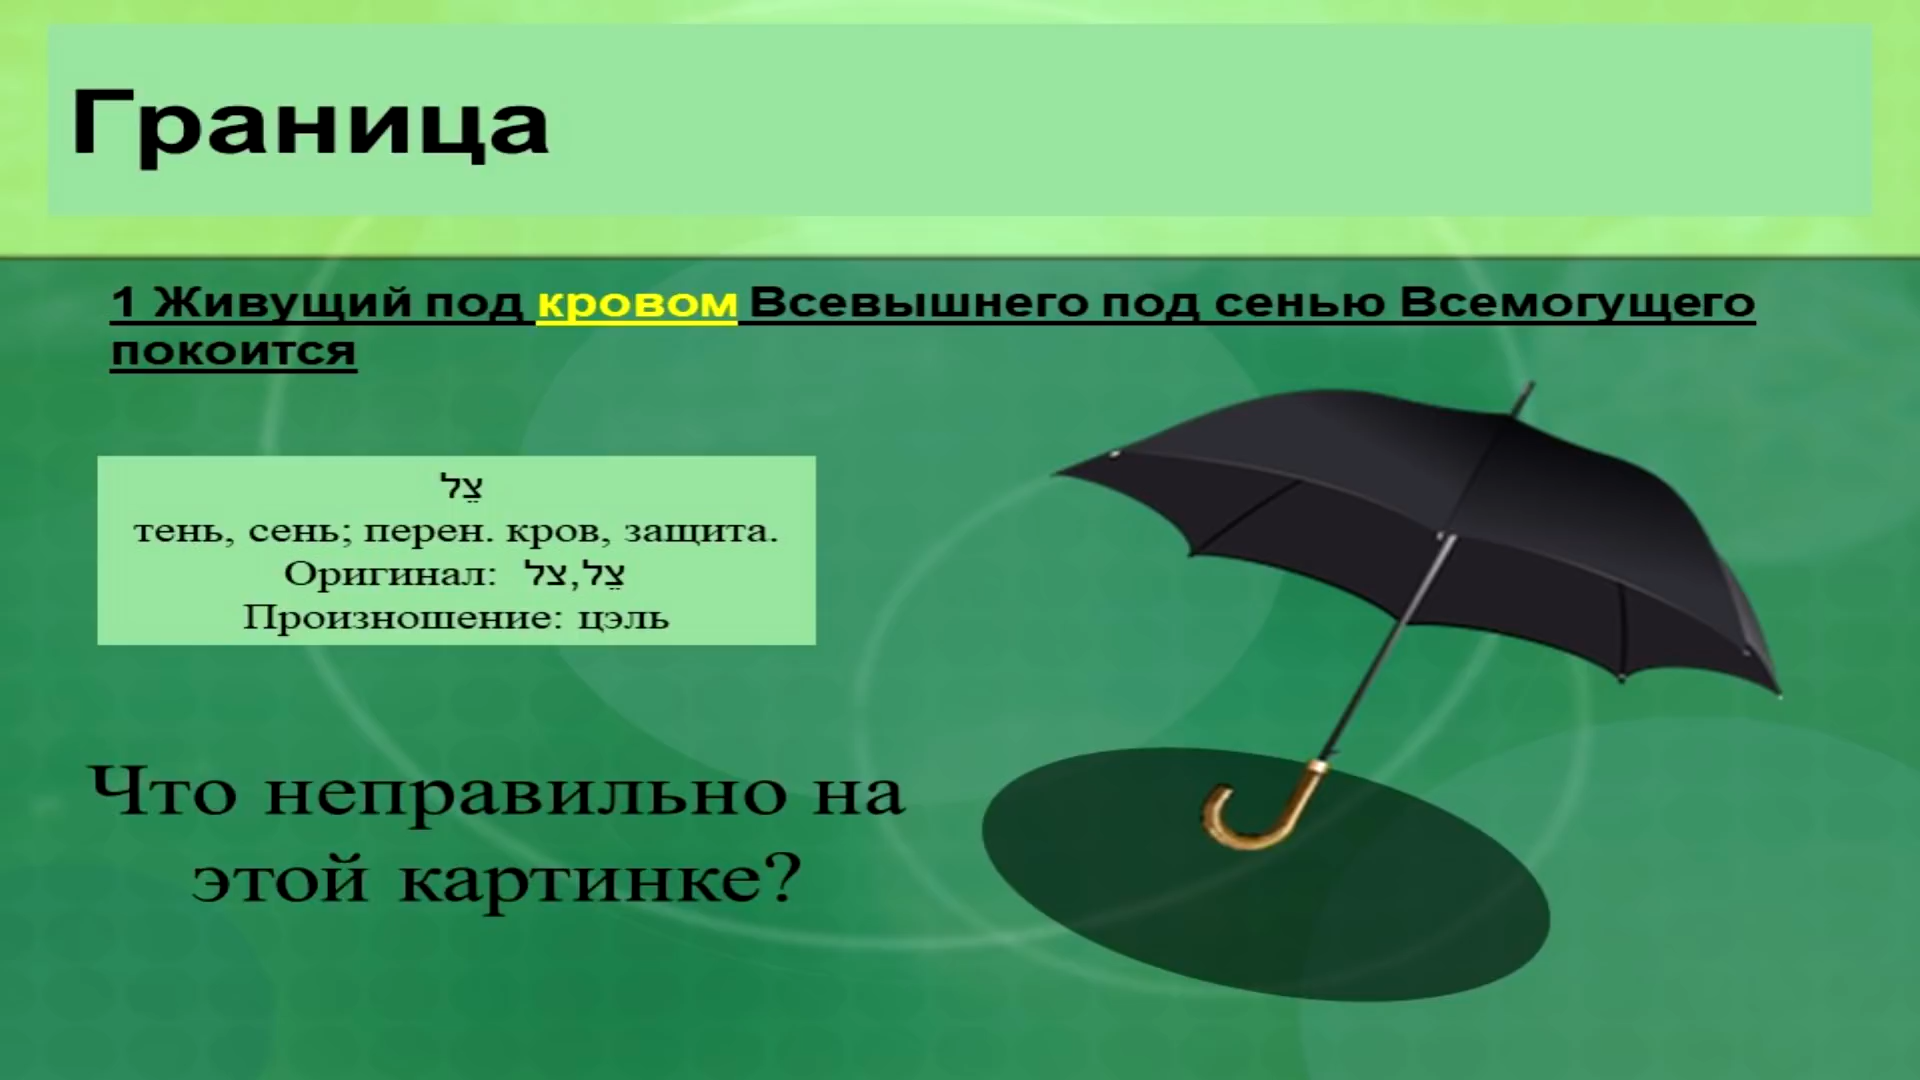 Граница
1 Живущий под кровом Всевышнего под сенью Всемогущего
покоится
צֵל
тень, сень; перен. кров, защита.
Оригинал: צֵל,צל
Произношение: цэль
Что неправильно на
этой картинке?